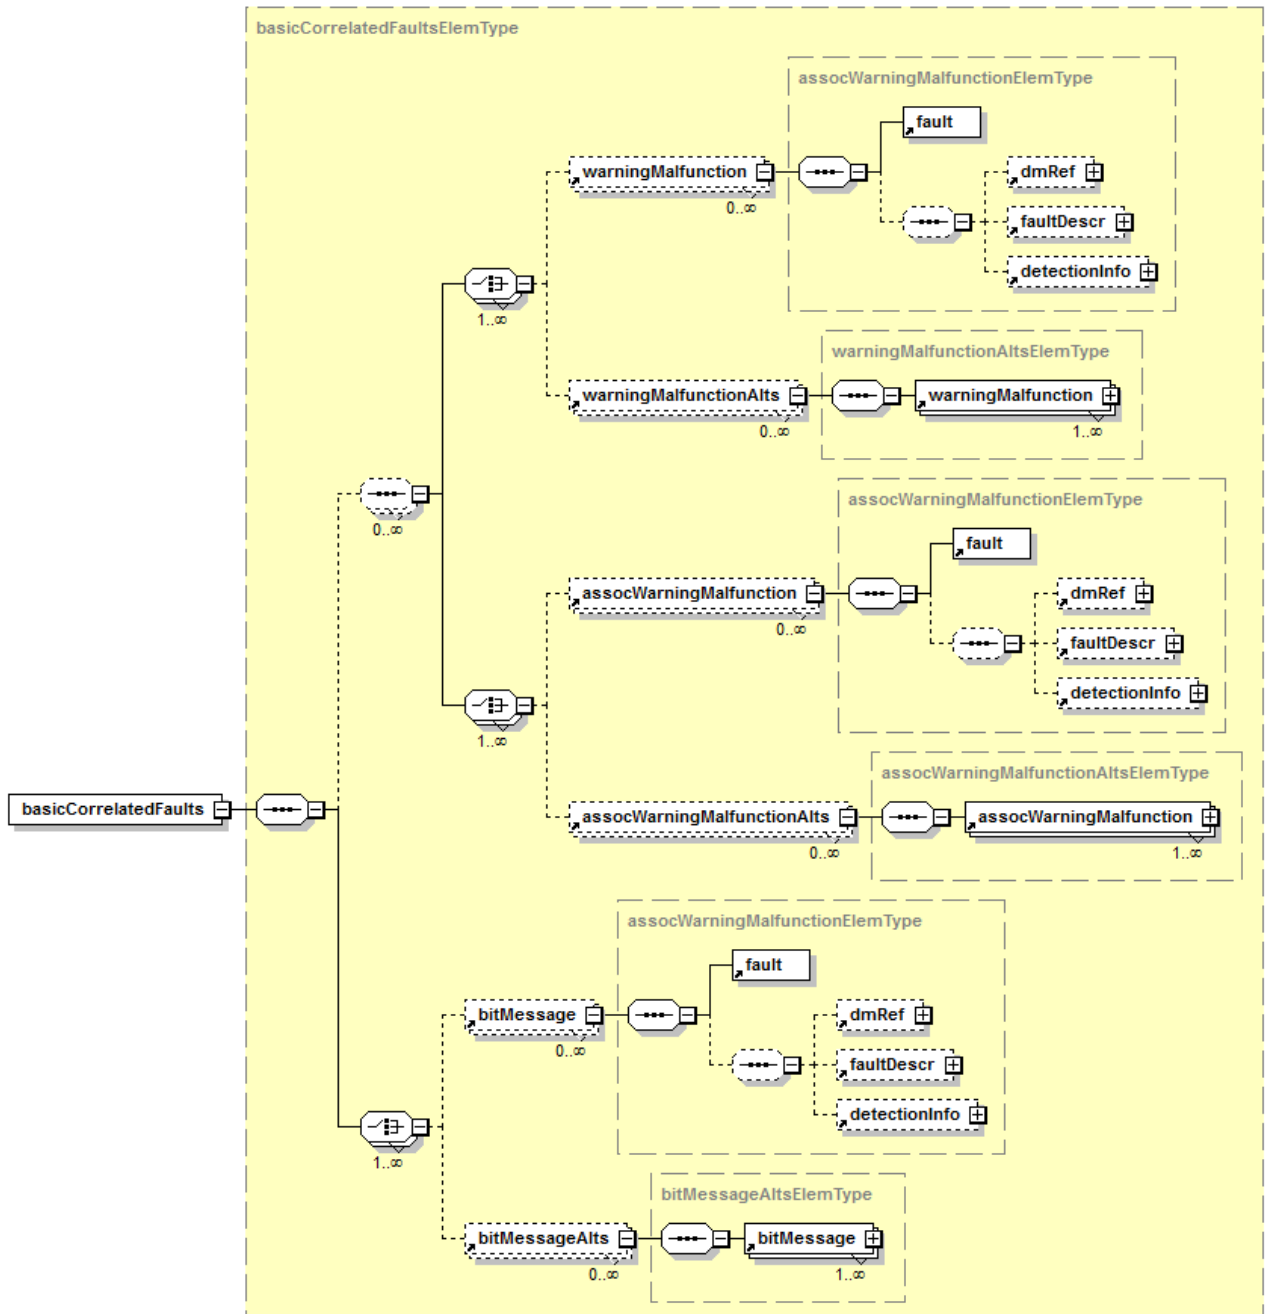 basicCorrelatedFaultsElemType
assocWarningMalfunctionElemType
fault
warningMalfunction
0..∞
dmRef
faultDescr
detectionInfo
1..∞
warningMalfunctionAltsElemType
warningMalfunctionAlts
0..∞
warningMalfunction
1..∞
0..∞
assocWarningMalfunctionElemType
fault
assocWarningMalfunction
0..∞
dmRef
faultDescr
detectionInfo
1..∞
assocWarningMalfunctionAltsElemType
basicCorrelatedFaults
assocWarningMalfunctionAlts
0..∞
assocWarningMalfunction
1..∞
assocWarningMalfunctionElemType
fault
bitMessage
0..∞
dmRef
faultDescr
detectionInfo
1..∞
bitMessageAltsElemType
bitMessageAlts
0..∞
bitMessage
1..∞